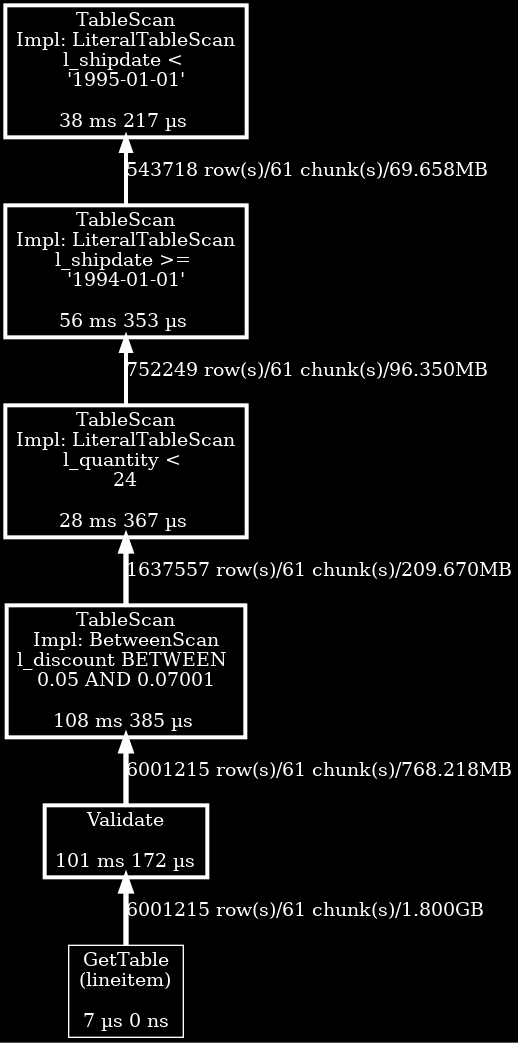 TableScan
Impl: LiteralTableScan
l_shipdate <
'1995-01-01'
38 ms 217 µs
543718 row(s)/61 chunk(s)/69.658MB
TableScan
Impl: LiteralTableScan
l_shipdate >=
'1994-01-01'
56 ms 353 µs
752249 row(s)/61 chunk(s)/96.350MB
TableScan
Impl: LiteralTableScan
l_quantity <
24
28 ms 367 µs
1637557 row(s)/61 chunk(s)/209.670MB
TableScan
Impl: BetweenScan
l_discount BETWEEN
0.05 AND 0.07001
108 ms 385 µs
6001215 row(s)/61 chunk(s)/768.218MB
Validate
101 ms 172 µs
6001215 row(s)/61 chunk(s)/1.800GB
GetTable
(lineitem)
7 µs 0 ns